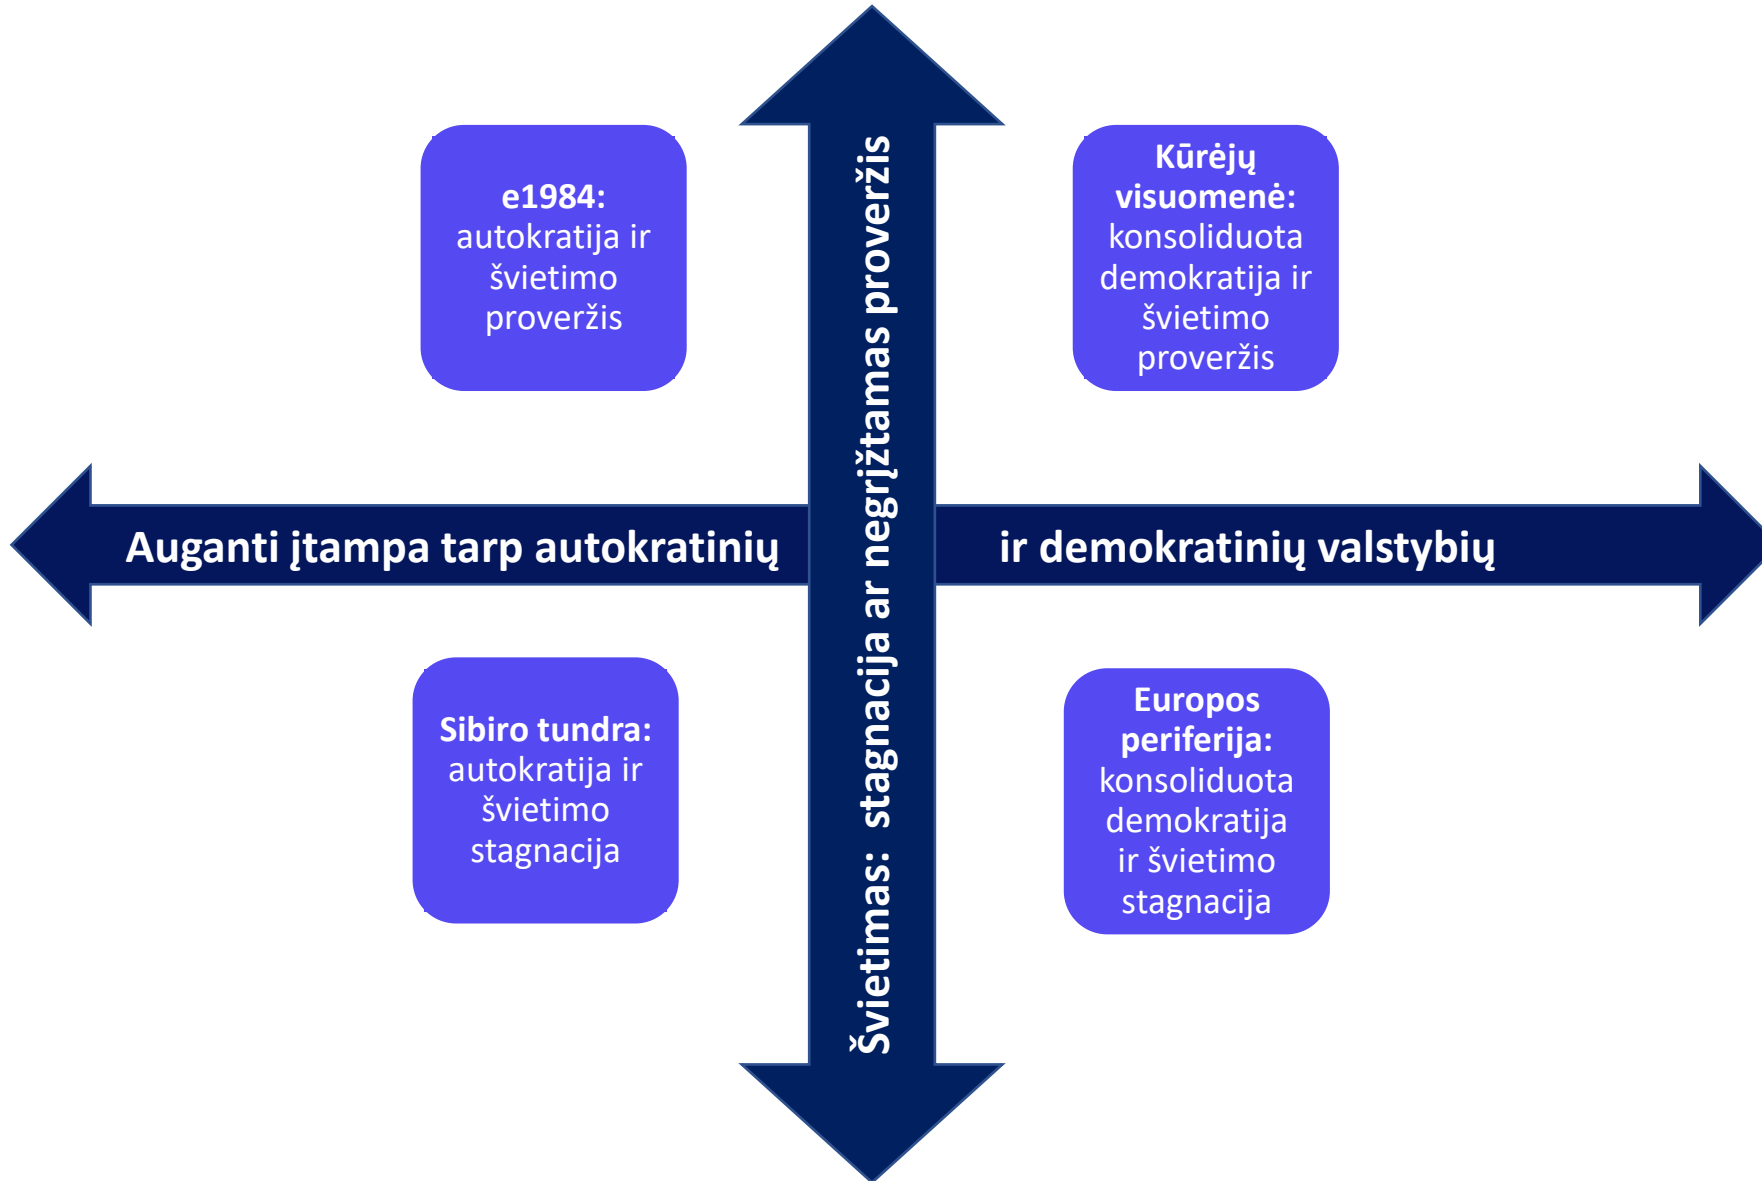 e1984:
autokratija ir
švietimo
proveržis
Kūrėjų
visuomenė:
konsoliduota
demokratija ir
švietimo
proveržis
Auganti įtampa tarp autokratinių
ir demokratinių valstybių
Švietimas: stagnacija ar negrįžtamas proveržis
Sibiro tundra:
autokratija ir
švietimo
stagnacija
Europos
periferija:
konsoliduota
demokratija
ir švietimo
stagnacija